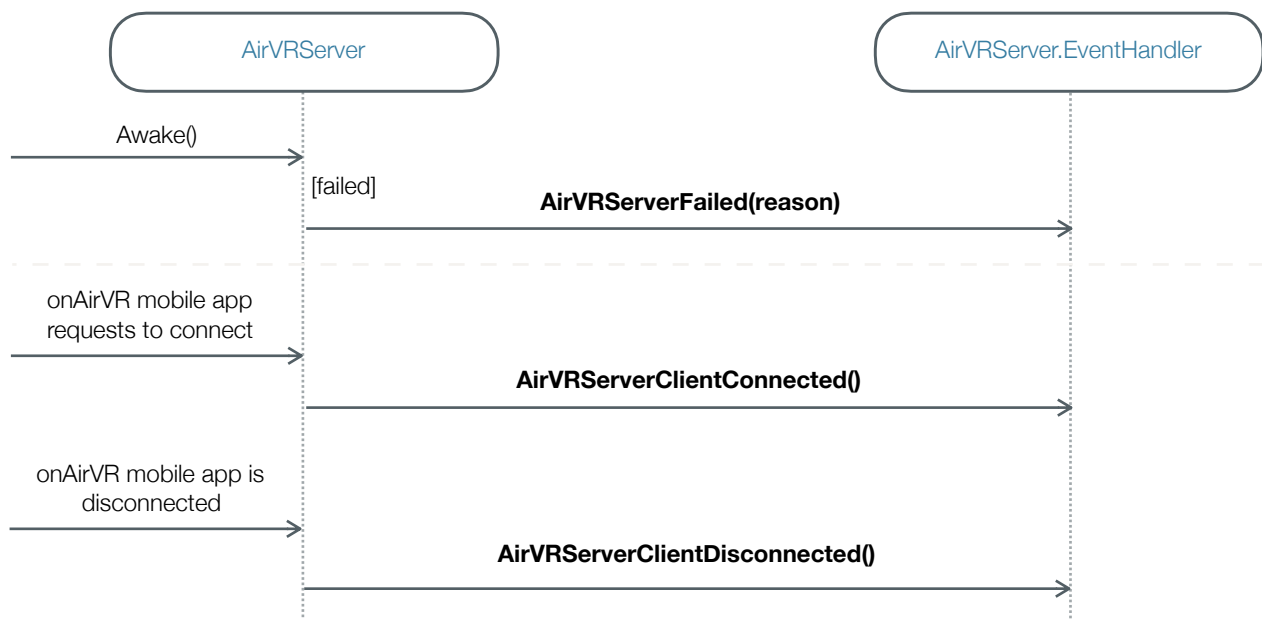 AirVRServer
AirVRServer.EventHandler
Awake()
[failed]
AirVRServerFailed(reason)
onAirVR mobile app
requests to connect
AirVRServerClientConnected()
onAirVR mobile app is
disconnected
AirVRServerClientDisconnected()